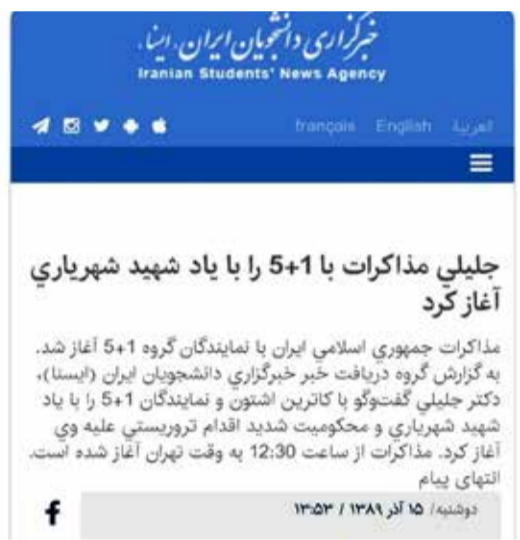 خبرگزاری دانشجویان ایران، ایسنا
Iranian Students' News Agency
français English العربية
جليلي مذاكرات با 1+5 را با ياد شهيد شهرياري
آغاز كرد
مذاكرات جمهوري اسلامي ايران با نمايندگان گروه 1+5 آغاز شد.
به گزارش گروه دريافت خبر خبرگزاري دانشجويان ايران (ايسنا)،
دكتر جليلي گفت‌وگو با كاترين اشتون و نمايندگان 1+5 را با ياد
شهيد شهرياري و محكوميت شديد اقدام تروريستي عليه وي
آغاز كرد. مذاكرات از ساعت 12:30 به وقت تهران آغاز شده است.
انتهاي پيام
دوشنبه/ ۱۵ آذر ۱۳۸۹ / ۱۳:۵۳